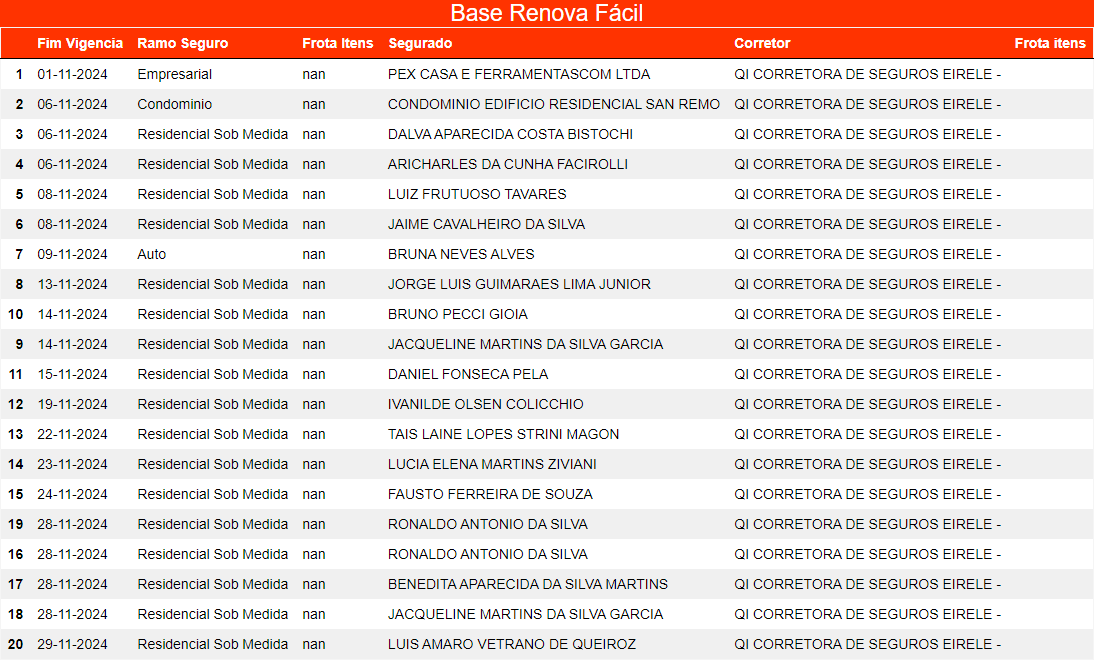 Base Renova Fácil
Fim Vigencia Ramo Seguro Frota Itens Segurado Corretor Frota itens
1 01-11-2024 Empresarial nan PEX CASA E FERRAMENTASCOM LTDA QI CORRETORA DE SEGUROS EIRELE -
2 06-11-2024 Condominio nan CONDOMINIO EDIFICIO RESIDENCIAL SAN REMO QI CORRETORA DE SEGUROS EIRELE -
3 06-11-2024 Residencial Sob Medida nan DALVA APARECIDA COSTA BISTOCHI QI CORRETORA DE SEGUROS EIRELE -
4 06-11-2024 Residencial Sob Medida nan ARICHARLES DA CUNHA FACIROLLI QI CORRETORA DE SEGUROS EIRELE -
5 08-11-2024 Residencial Sob Medida nan LUIZ FRUTUOSO TAVARES QI CORRETORA DE SEGUROS EIRELE -
6 08-11-2024 Residencial Sob Medida nan JAIME CAVALHEIRO DA SILVA QI CORRETORA DE SEGUROS EIRELE -
7 09-11-2024 Auto nan BRUNA NEVES ALVES QI CORRETORA DE SEGUROS EIRELE -
8 13-11-2024 Residencial Sob Medida nan JORGE LUIS GUIMARAES LIMA JUNIOR QI CORRETORA DE SEGUROS EIRELE -
10 14-11-2024 Residencial Sob Medida nan BRUNO PECCI GIOIA QI CORRETORA DE SEGUROS EIRELE -
9 14-11-2024 Residencial Sob Medida nan JACQUELINE MARTINS DA SILVA GARCIA QI CORRETORA DE SEGUROS EIRELE -
11 15-11-2024 Residencial Sob Medida nan DANIEL FONSECA PELA QI CORRETORA DE SEGUROS EIRELE -
12 19-11-2024 Residencial Sob Medida nan IVANILDE OLSEN COLICCHIO QI CORRETORA DE SEGUROS EIRELE -
13 22-11-2024 Residencial Sob Medida nan TAIS LAINE LOPES STRINI MAGON QI CORRETORA DE SEGUROS EIRELE -
14 23-11-2024 Residencial Sob Medida nan LUCIA ELENA MARTINS ZIVIANI QI CORRETORA DE SEGUROS EIRELE -
15 24-11-2024 Residencial Sob Medida nan FAUSTO FERREIRA DE SOUZA QI CORRETORA DE SEGUROS EIRELE -
19 28-11-2024 Residencial Sob Medida nan RONALDO ANTONIO DA SILVA QI CORRETORA DE SEGUROS EIRELE -
16 28-11-2024 Residencial Sob Medida nan RONALDO ANTONIO DA SILVA QI CORRETORA DE SEGUROS EIRELE -
17 28-11-2024 Residencial Sob Medida nan BENEDITA APARECIDA DA SILVA MARTINS QI CORRETORA DE SEGUROS EIRELE -
18 28-11-2024 Residencial Sob Medida nan JACQUELINE MARTINS DA SILVA GARCIA QI CORRETORA DE SEGUROS EIRELE -
20 29-11-2024 Residencial Sob Medida nan LUIS AMARO VETRANO DE QUEIROZ QI CORRETORA DE SEGUROS EIRELE -